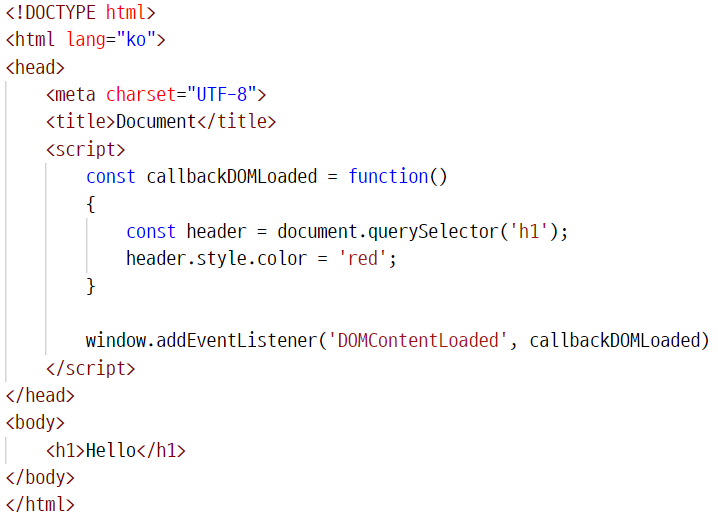 <!DOCTYPE html>
<html lang="ko">
<head>
    <meta charset="UTF-8">
    <title>Document</title>
    <script>
        const callbackDOMLoaded = function()
        {
            const header = document.querySelector('h1');
            header.style.color = 'red';
        }

        window.addEventListener('DOMContentLoaded', callbackDOMLoaded)
    </script>
</head>
<body>
    <h1>Hello</h1>
</body>
</html>